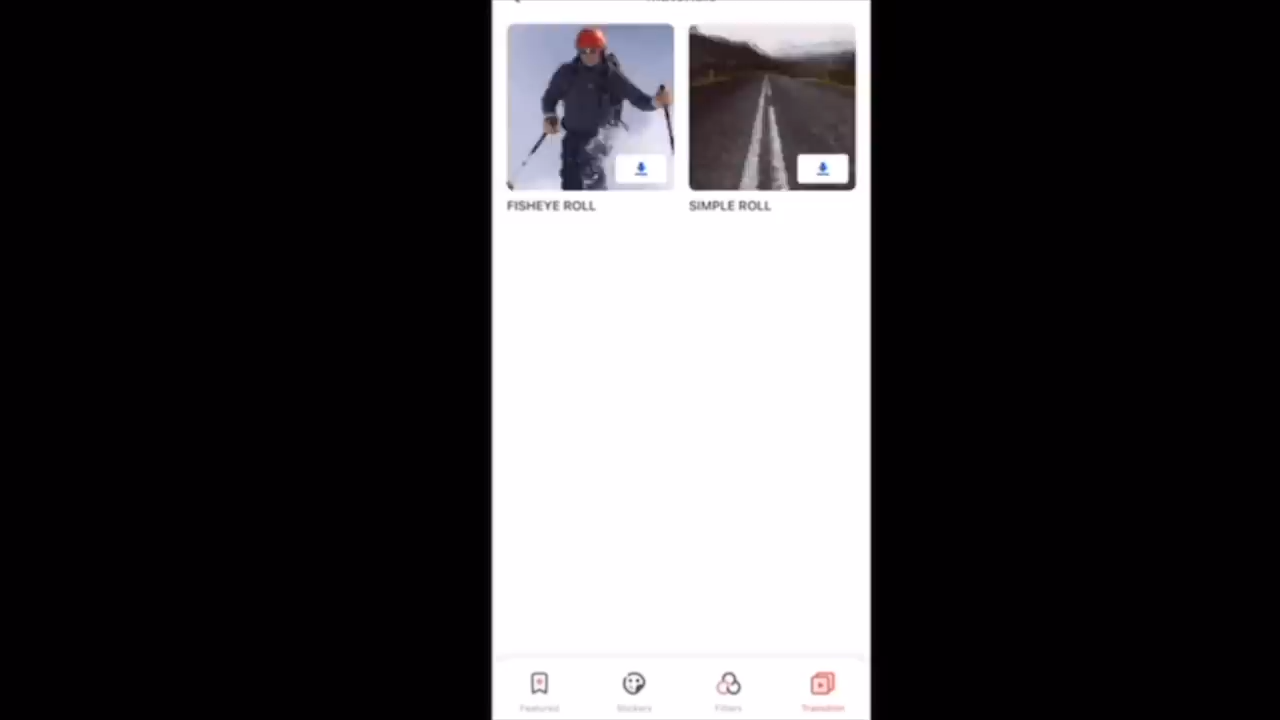 FISHEYE ROLL
SIMPLE ROLL
Featured
Stickers
Filters
Transition